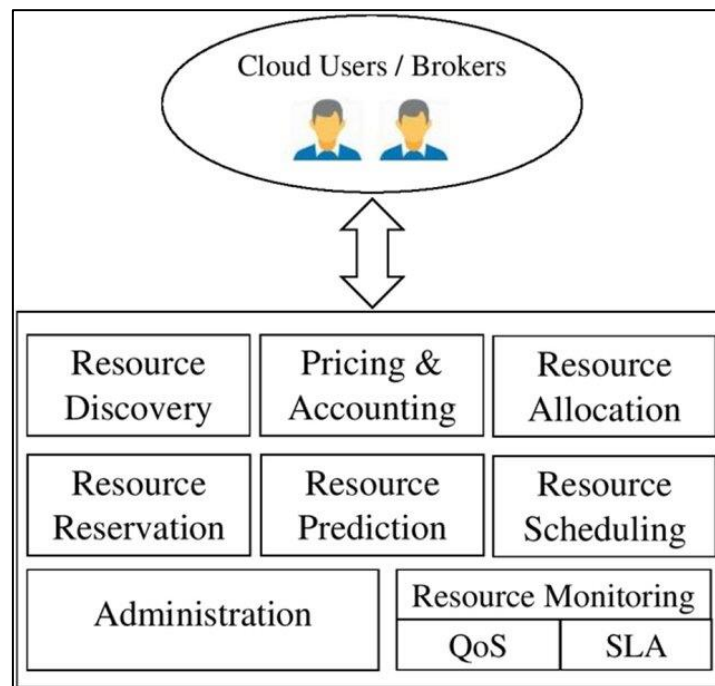 Cloud Users / Brokers
Resource
Discovery
Pricing &
Accounting
Resource
Allocation
Resource
Reservation
Resource
Prediction
Resource
Scheduling
Administration
Resource Monitoring
QoS
SLA